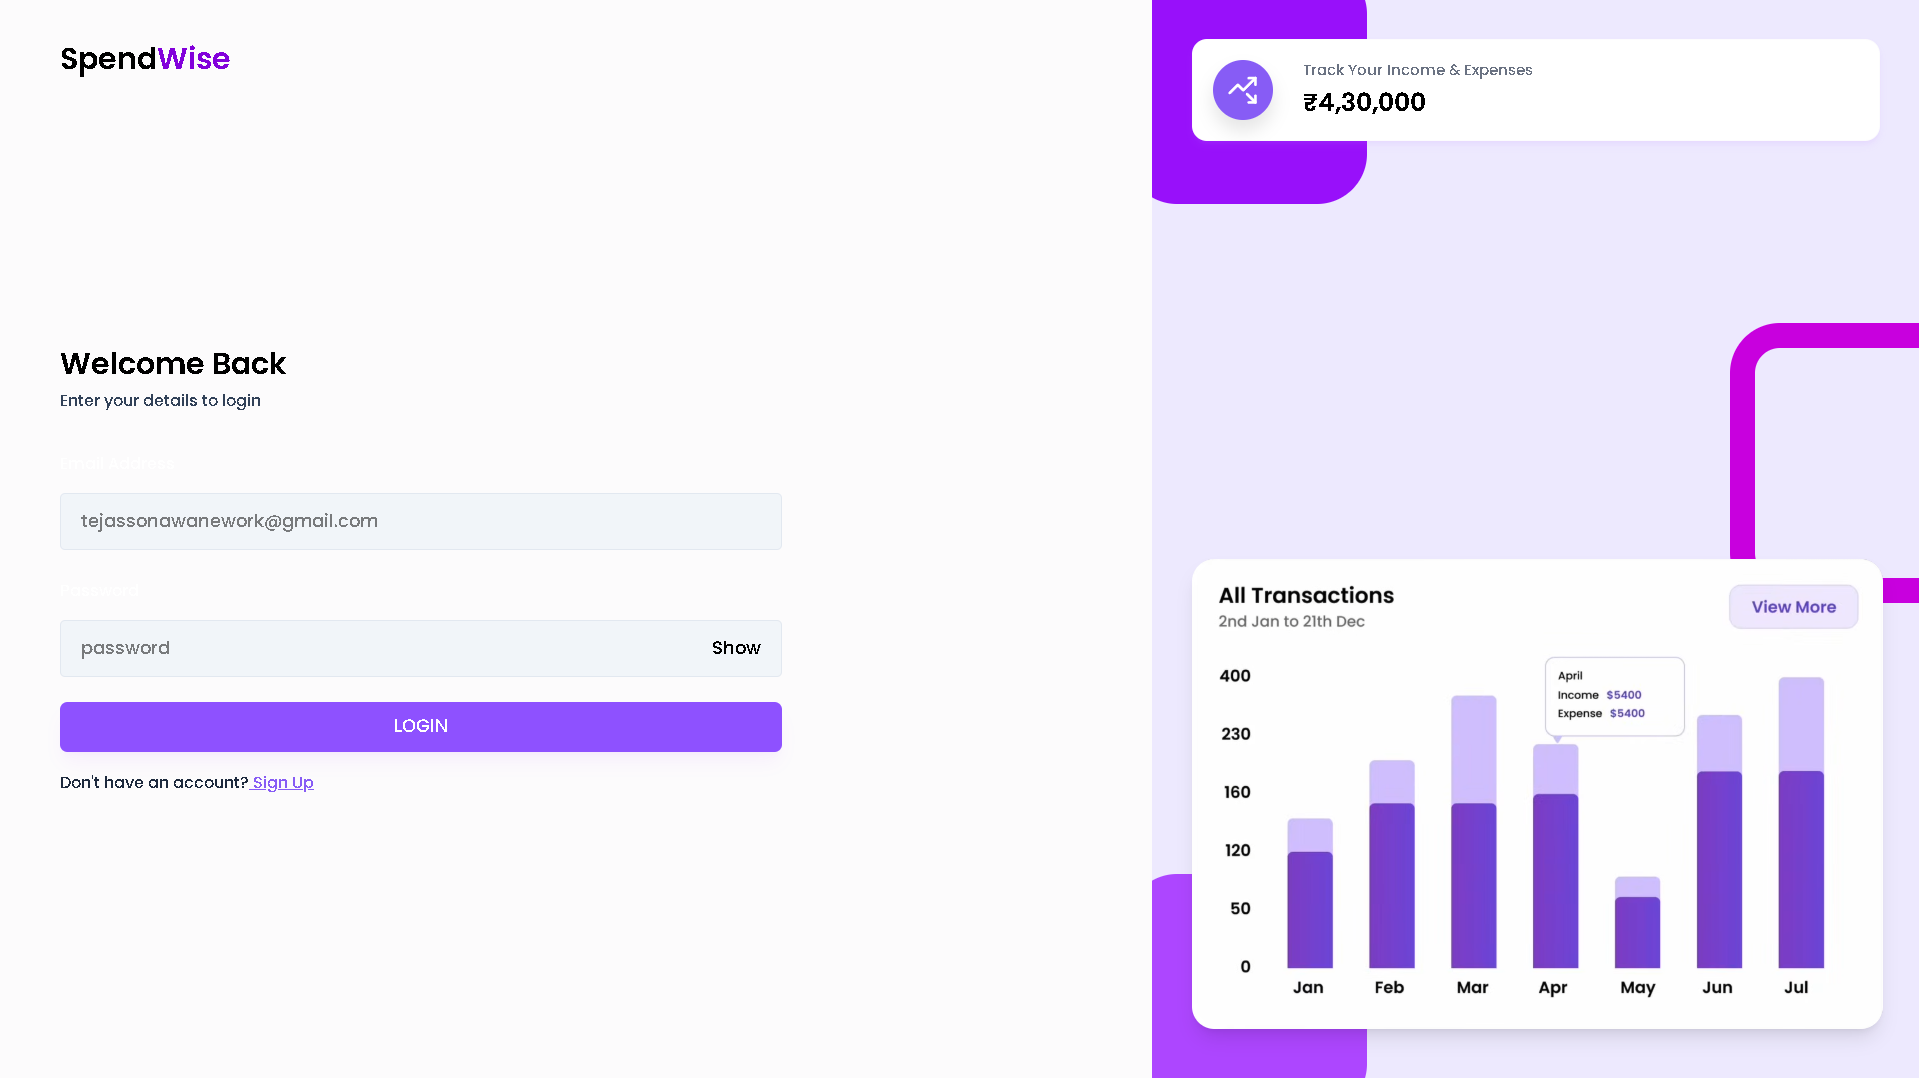 SpendWise
Welcome Back
Enter your details to login
Email Address
tejassonawanework@gmail.com
Password
password
Show
LOGIN
Don't have an account? Sign Up
Track Your Income & Expenses
₹4,30,000
All Transactions
2nd Jan to 21th Dec
View More
April
Income $5400
Expense $5400
400
230
160
120
50
0
Jan Feb Mar Apr May Jun Jul